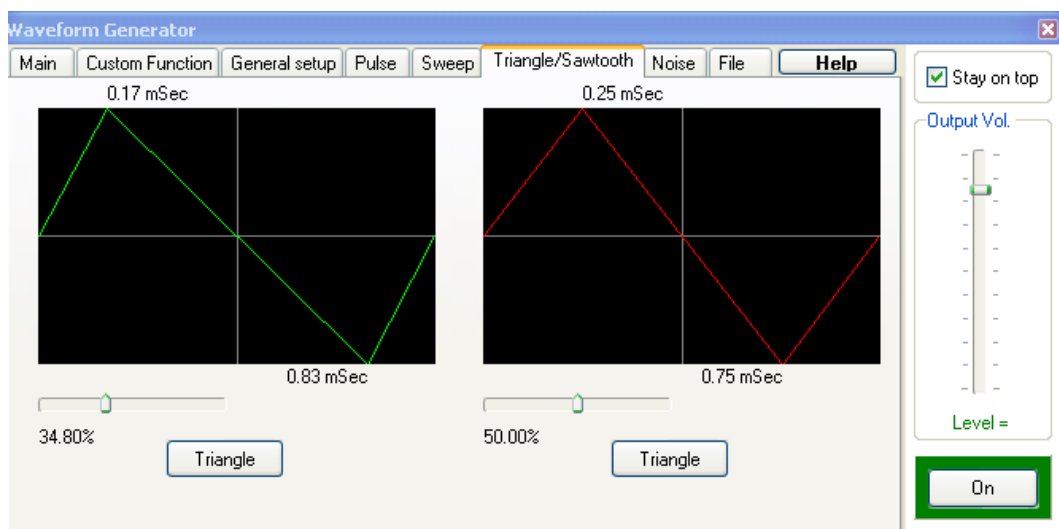 Waveform Generator
Main Custom Function General setup Pulse Sweep Triangle/Sawtooth Noise File Help
Stay on top
0.17 mSec 0.25 mSec
Output Vol.
0.83 mSec 0.75 mSec
34.80% 50.00%
Level =
Triangle Triangle
On